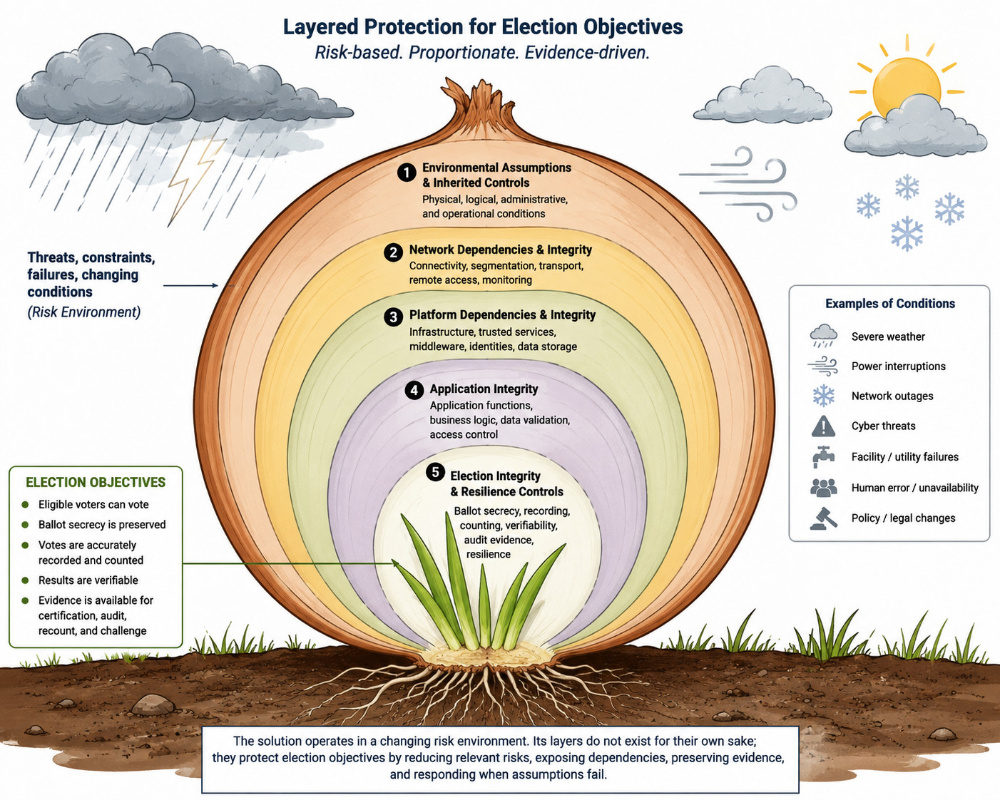 Layered Protection for Election Objectives
Risk-based. Proportionate. Evidence-driven.
1
Environmental Assumptions
& Inherited Controls
Physical, logical, administrative,
and operational conditions
2
Network Dependencies & Integrity
Connectivity, segmentation, transport,
remote access, monitoring
3
Platform Dependencies & Integrity
Infrastructure, trusted services,
middleware, identities, data storage
4
Application Integrity
Application functions,
business logic, data validation,
access control
5
Election Integrity
& Resilience Controls
Ballot secrecy, recording,
counting, verifiability,
audit evidence,
resilience
Threats, constraints,
failures, changing
conditions
(Risk Environment)
ELECTION OBJECTIVES
Eligible voters can vote
Ballot secrecy is preserved
Votes are accurately
recorded and counted
Results are verifiable
Evidence is available for
certification, audit,
recount, and challenge
Examples of Conditions
Severe weather
Power interruptions
Network outages
Cyber threats
Facility / utility failures
Human error / unavailability
Policy / legal changes
The solution operates in a changing risk environment. Its layers do not exist for their own sake;
they protect election objectives by reducing relevant risks, exposing dependencies, preserving evidence,
and responding when assumptions fail.